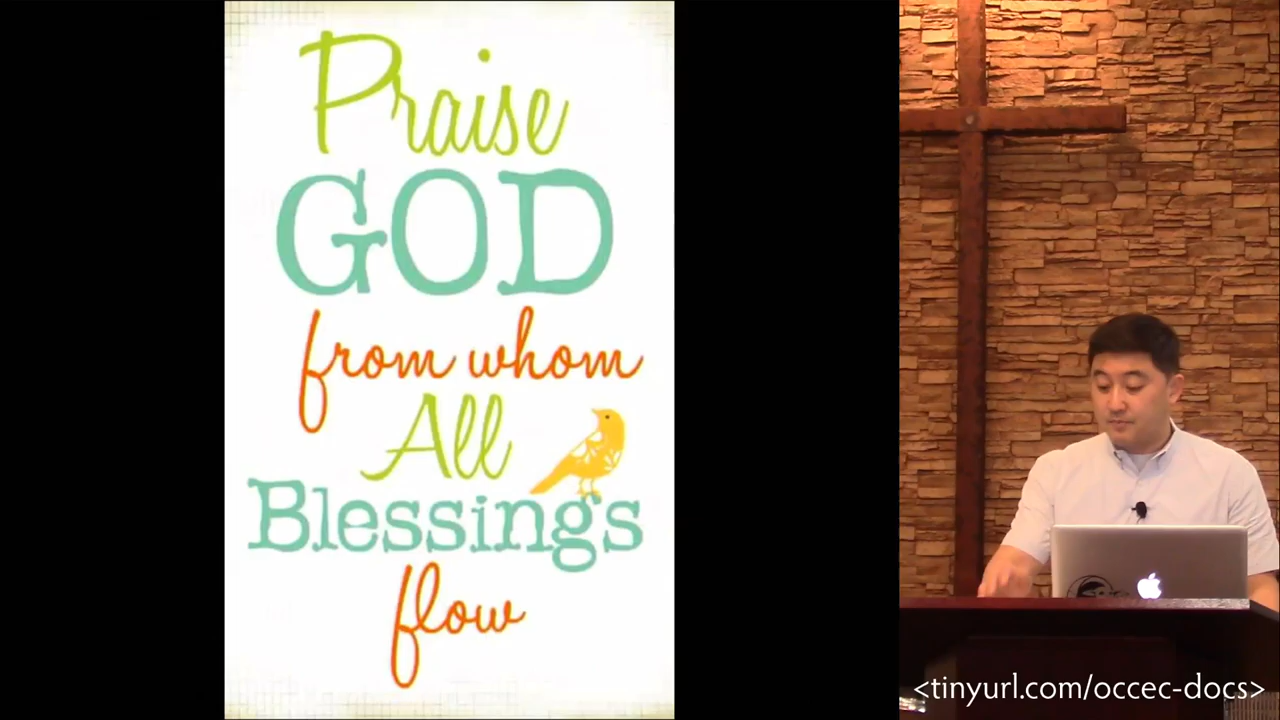 Praise
GOD
from whom
All
Blessings
flow
<tinyurl.com/occec-docs>